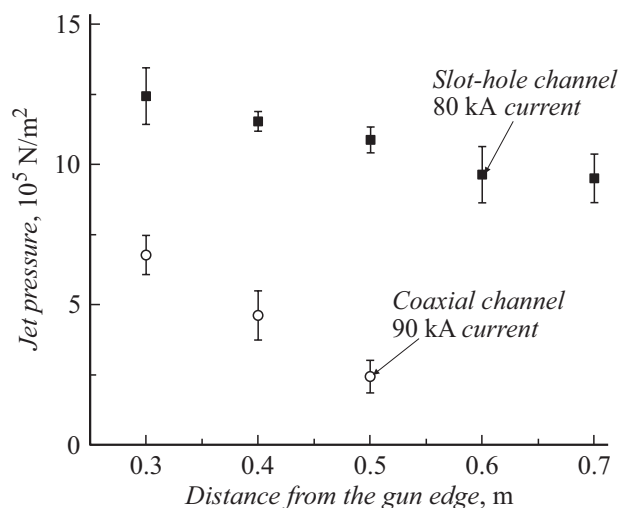 15
10
5
0
Jet pressure, 10⁵ N/m²
Slot-hole channel
80 kA current
Coaxial channel
90 kA current
0.3 0.4 0.5 0.6 0.7
Distance from the gun edge, m